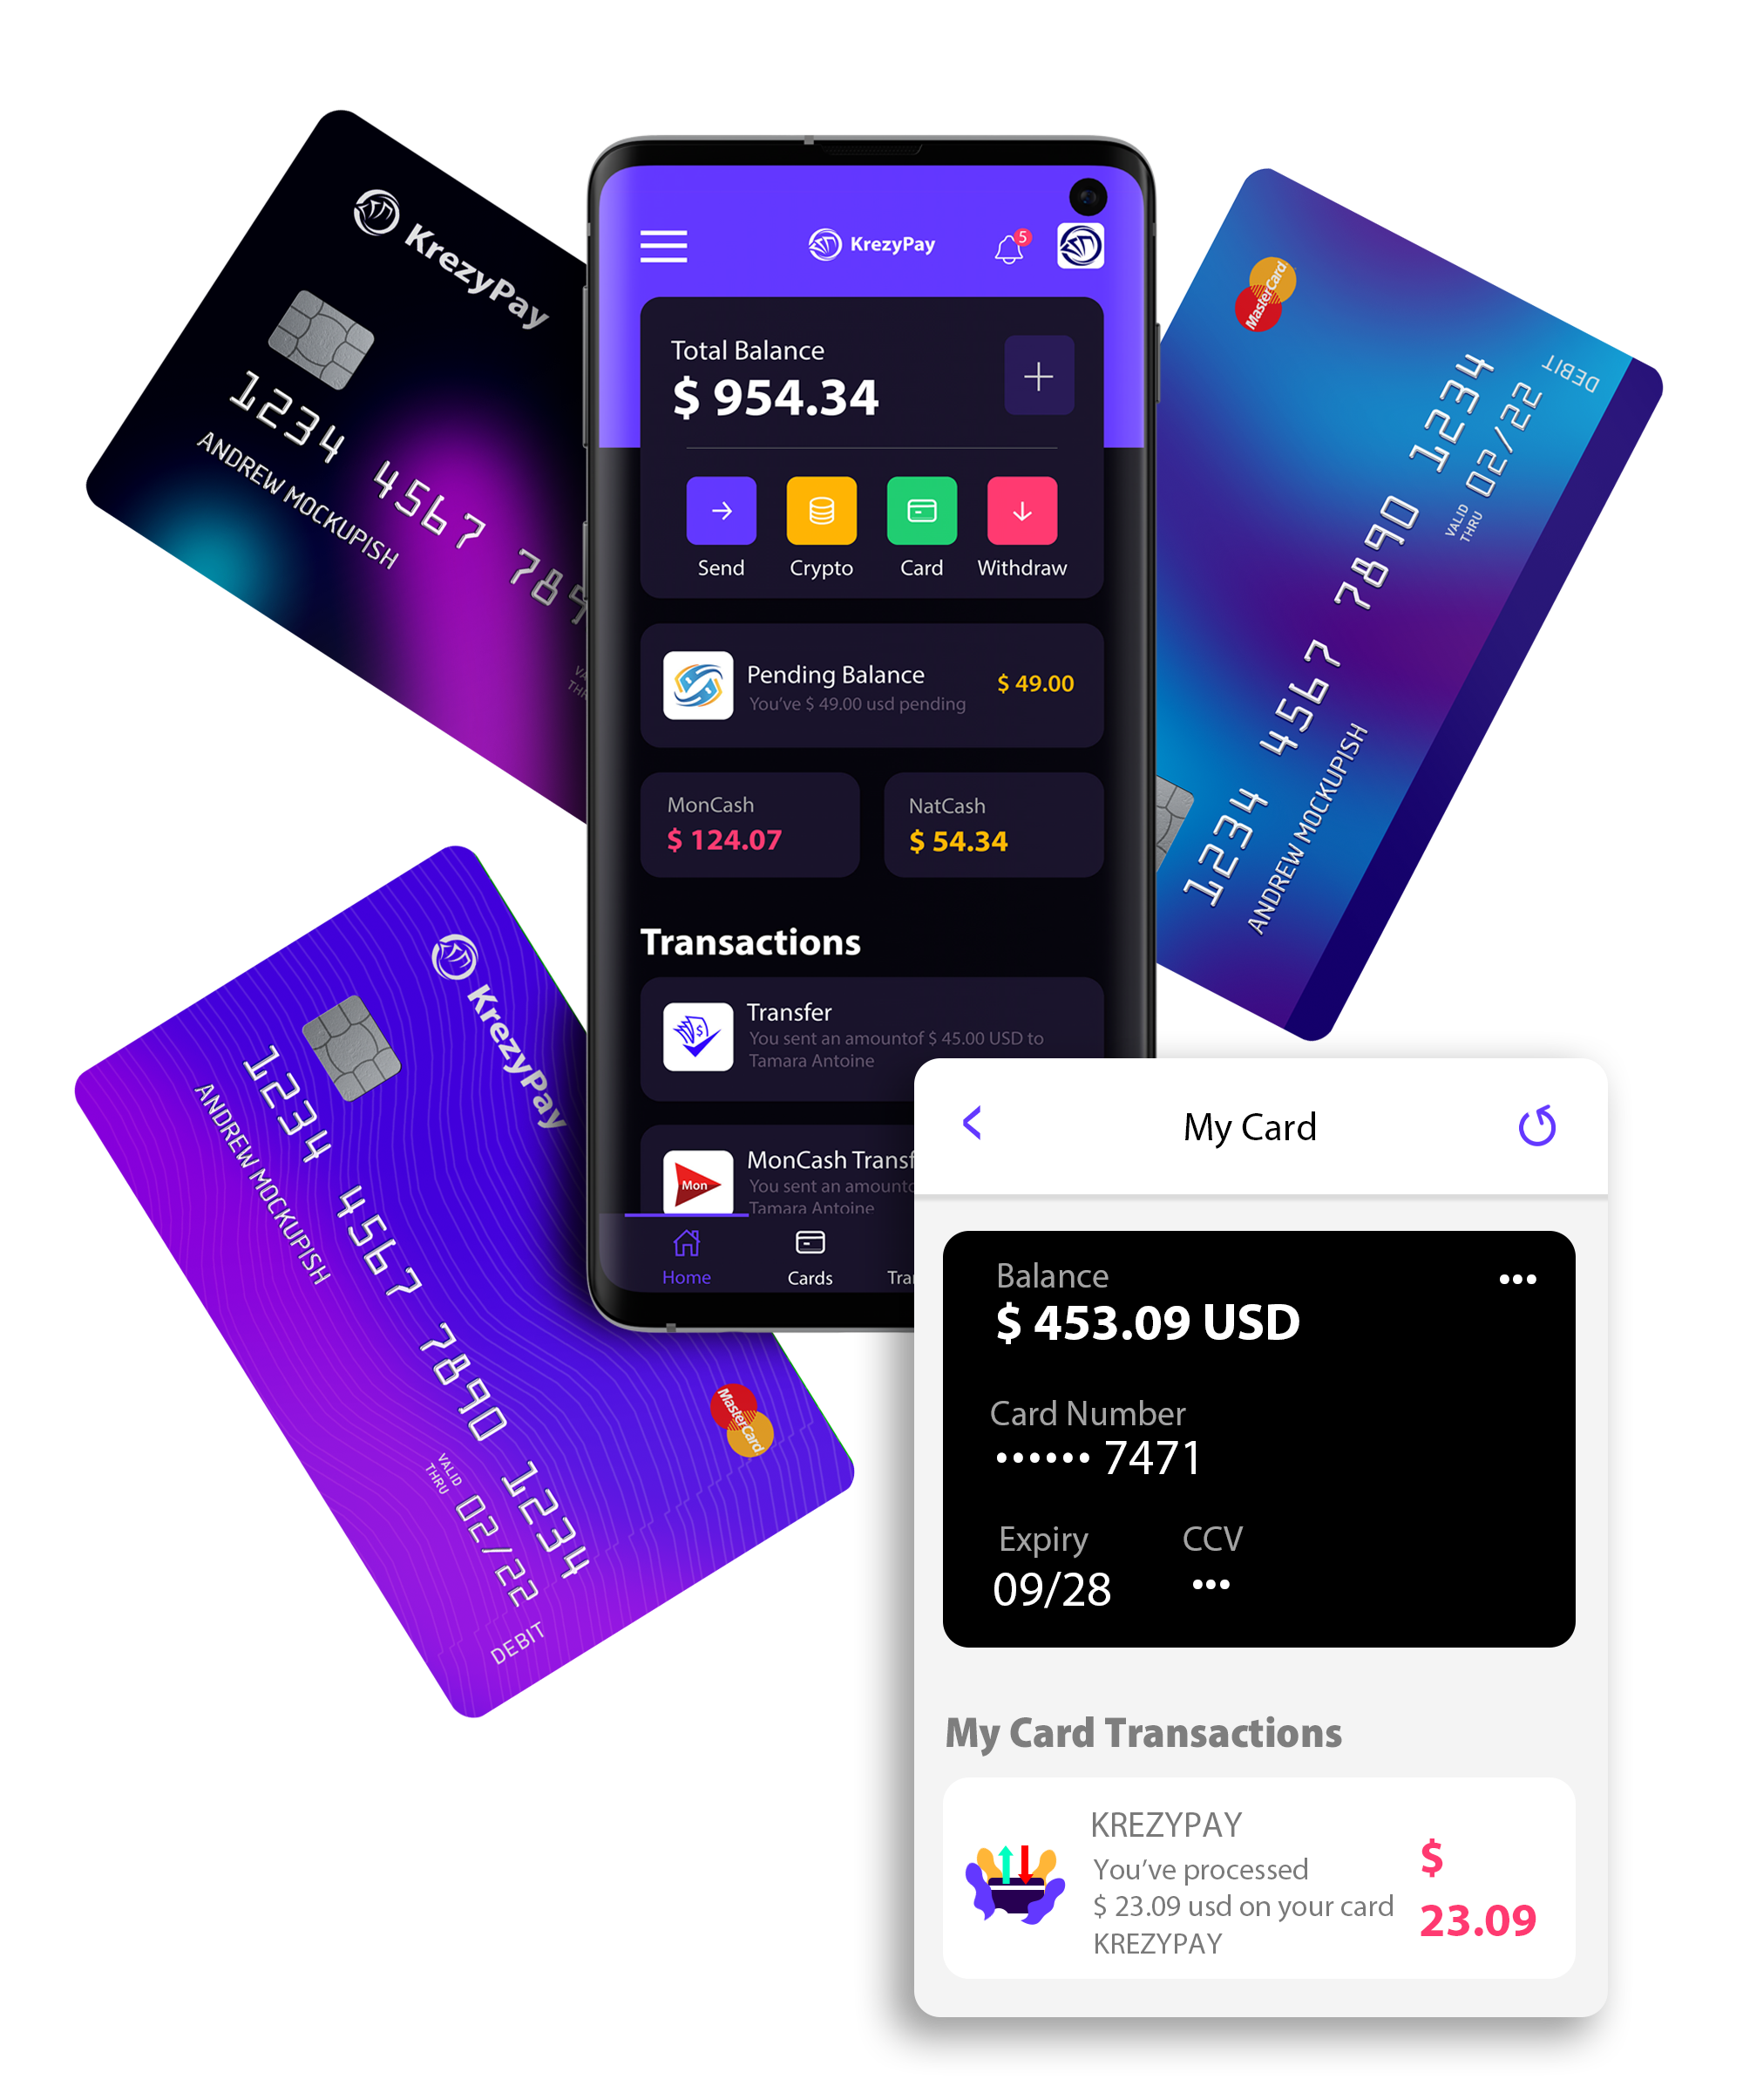 KrezyPay
1234 4567 789
ANDREW MOCKUPISH
KrezyPay
5
Total Balance
$ 954.34
Send
Crypto
Card
Withdraw
Pending Balance
You've $ 49.00 usd pending
$ 49.00
MonCash
$ 124.07
NatCash
$ 54.34
Transactions
Transfer
You sent an amountof $ 45.00 USD to
Tamara Antoine
Mon
MonCash Transf
You sent an amounto
Tamara Antoine
Home
Cards
Tra
MasterCard
DEBIT
VALID
THRU
02/22
1234 4567 7890 1234
ANDREW MOCKUPISH
KrezyPay
1234 4567 7890 1234
ANDREW MOCKUPISH
VALID
THRU
02/22
DEBIT
MasterCard
My Card
Balance
$ 453.09 USD
Card Number
•••••• 7471
Expiry
CCV
09/28
•••
My Card Transactions
KREZYPAY
You've processed
$ 23.09 usd on your card
KREZYPAY
$
23.09